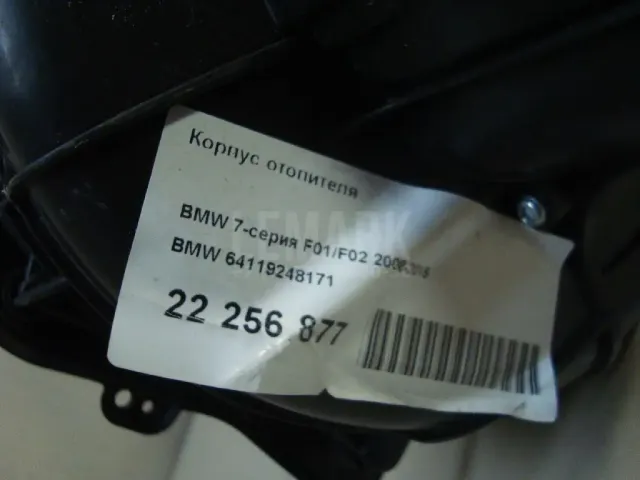 Корпус отопителя
BMW 7-серия F01/F02
BMW 64119248171
22 256 877